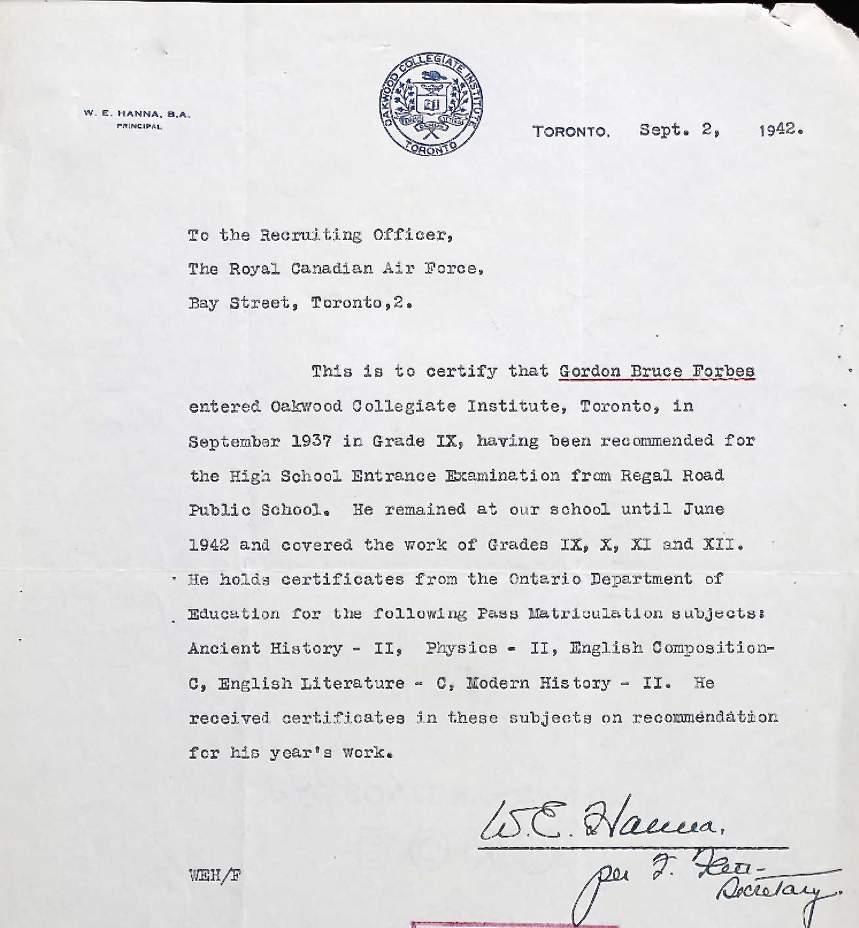 W. E. HANNA, B.A.
PRINCIPAL
OAKWOOD COLLEGIATE INSTITUTE
TORONTO
TORONTO, Sept. 2, 1942.
To the Recruiting Officer,
The Royal Canadian Air Force,
Bay Street, Toronto,2.
This is to certify that Gordon Bruce Forbes
entered Oakwood Collegiate Institute, Toronto, in
September 1937 in Grade IX, having been recommended for
the High School Entrance Examination from Regal Road
Public School. He remained at our school until June
1942 and covered the work of Grades IX, X, XI and XII.
He holds certificates from the Ontario Department of
Education for the following Pass Matriculation subjects:
Ancient History - II, Physics - II, English Composition-
C, English Literature - C, Modern History - II. He
received certificates in these subjects on recommendation
for his year's work.
W.E. Hanna.
per F.
Secretary.
WEH/F